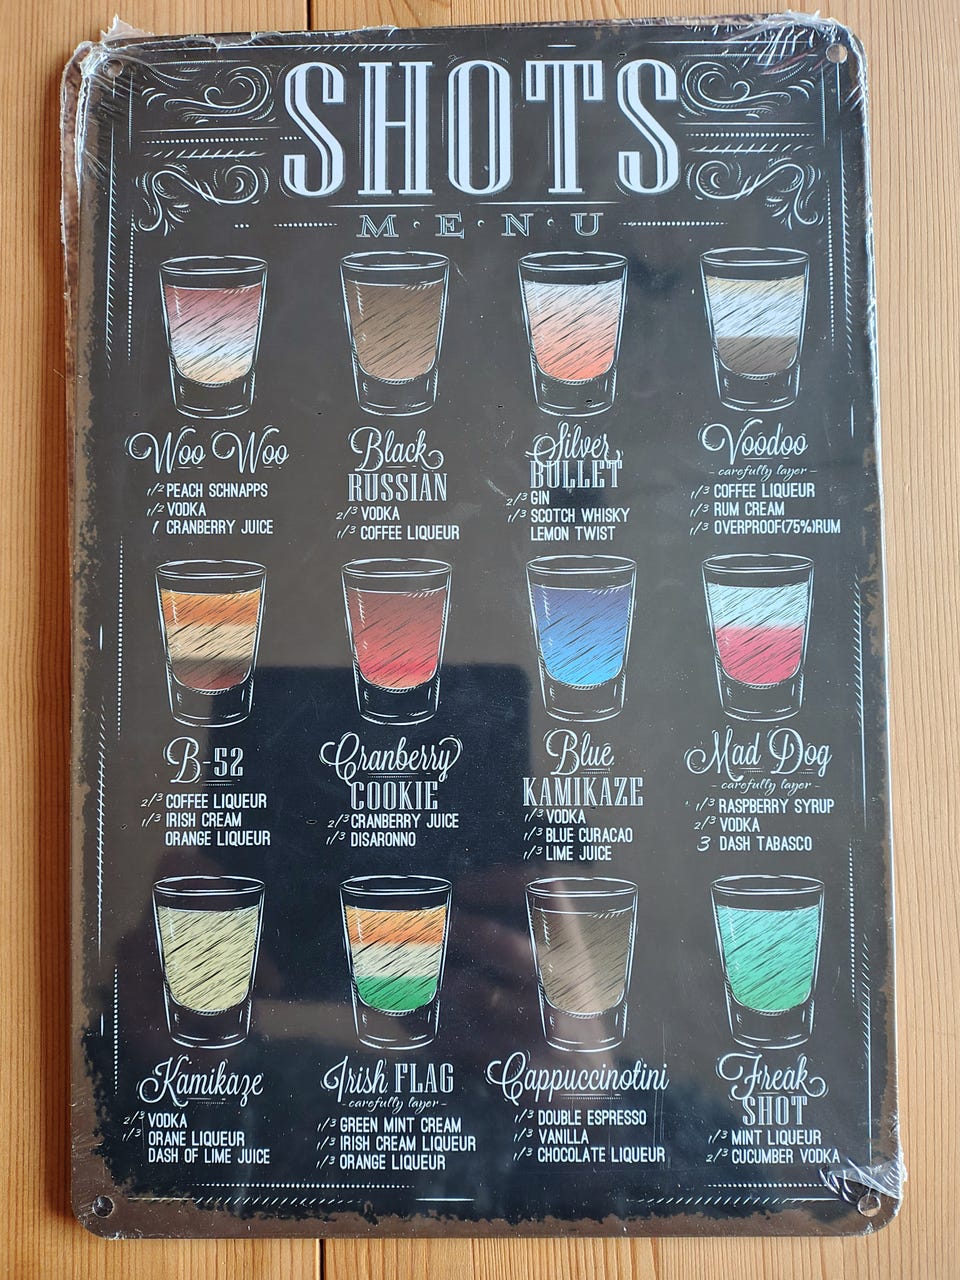 SHOTS
M·E·N·U
Woo Woo
1/2 PEACH SCHNAPPS
1/2 VODKA
1 CRANBERRY JUICE
Black
RUSSIAN
2/3 VODKA
1/3 COFFEE LIQUEUR
Silver
BULLET
2/3 GIN
1/3 SCOTCH WHISKY
LEMON TWIST
Voodoo
- carefully layer -
1/3 COFFEE LIQUEUR
1/3 RUM CREAM
1/3 OVERPROOF(75%)RUM
B-52
2/3 COFFEE LIQUEUR
1/3 IRISH CREAM
ORANGE LIQUEUR
Cranberry
COOKIE
2/3 CRANBERRY JUICE
1/3 DISARONNO
Blue
KAMIKAZE
1/3 VODKA
1/3 BLUE CURACAO
1/3 LIME JUICE
Mad Dog
- carefully layer -
1/3 RASPBERRY SYRUP
2/3 VODKA
3 DASH TABASCO
Kamikaze
2/3 VODKA
1/3 ORANE LIQUEUR
DASH OF LIME JUICE
Irish FLAG
- carefully layer -
1/3 GREEN MINT CREAM
1/3 IRISH CREAM LIQUEUR
1/3 ORANGE LIQUEUR
Cappuccinotini
1/3 DOUBLE ESPRESSO
1/3 VANILLA
1/3 CHOCOLATE LIQUEUR
Freak
SHOT
1/3 MINT LIQUEUR
2/3 CUCUMBER VODKA